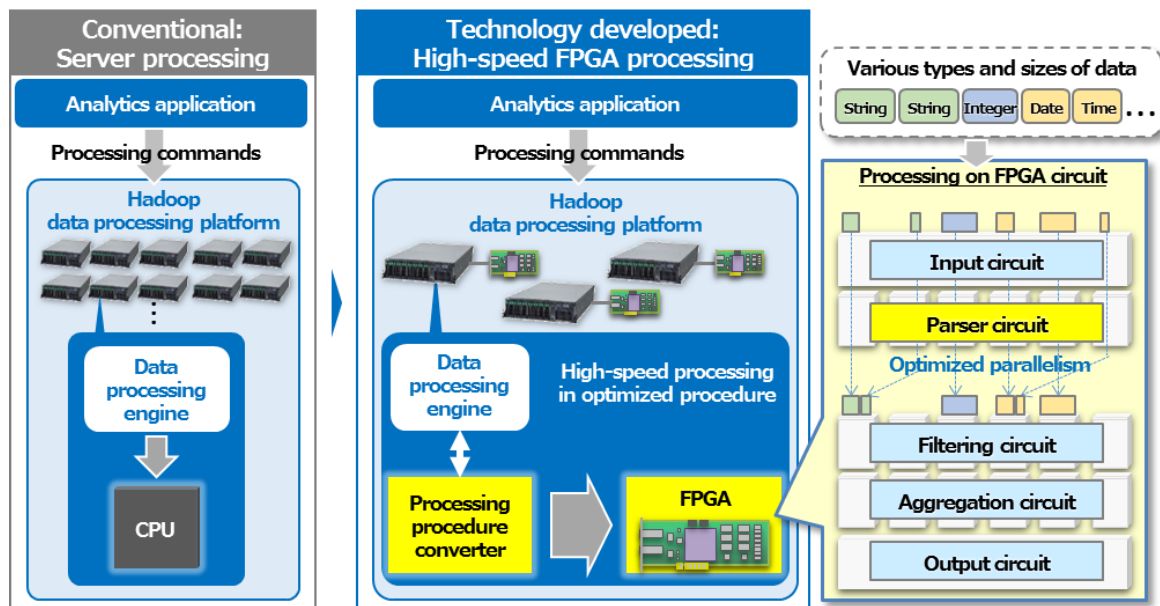 Conventional:
Server processing
Analytics application
Processing commands
Hadoop
data processing platform
Data
processing
engine
CPU
Technology developed:
High-speed FPGA processing
Analytics application
Processing commands
Hadoop
data processing platform
Data
processing
engine
High-speed processing
in optimized procedure
Processing
procedure
converter
FPGA
Various types and sizes of data
String String Integer Date Time ...
Processing on FPGA circuit
Input circuit
Parser circuit
Optimized parallelism
Filtering circuit
Aggregation circuit
Output circuit